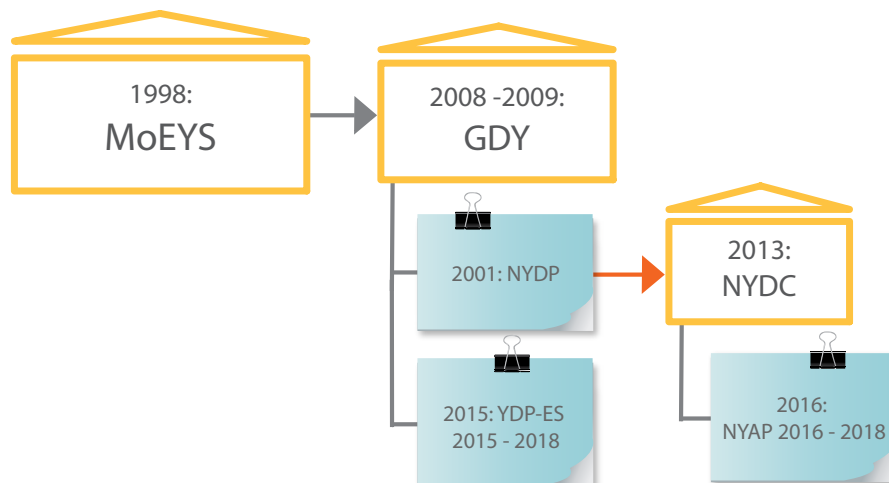 1998:
MoEYS
2008 -2009:
GDY
2001: NYDP
2013:
NYDC
2015: YDP-ES
2015 - 2018
2016:
NYAP 2016 - 2018